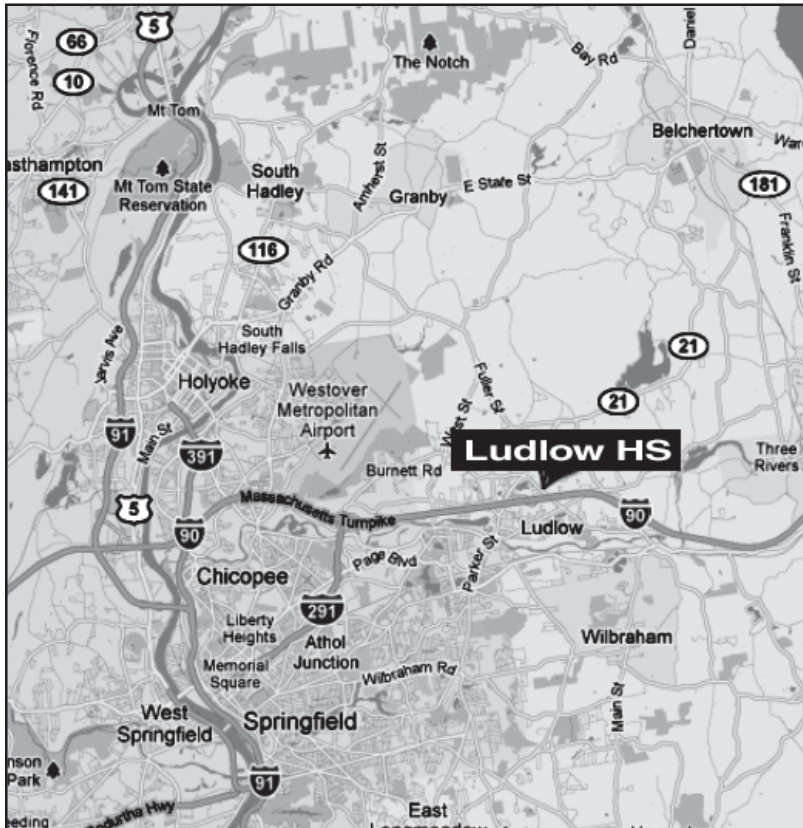 5
66
10
Florence Rd
The Notch
Bay Rd
Daniel
Mt Tom
Belchertown
asthampton
141
Mt Tom State
Reservation
South
Hadley
Amherst St
Granby
E State St
181
116
Granby Rd
Franklin St
Jarvis Ave
South
Hadley Falls
21
Holyoke
Westover
Metropolitan
Airport
Fuller St
21
91
Main St
391
West St
Ludlow HS
Burnett Rd
Three
Rivers
5
90
Massachusetts Turnpike
Ludlow
90
Page Blvd
Parker St
Chicopee
291
Liberty
Heights
Athol
Junction
Wilbraham
Memorial
Square
Wilbraham Rd
Main St
West
Springfield
Springfield
nson
Park
91
East
eeding